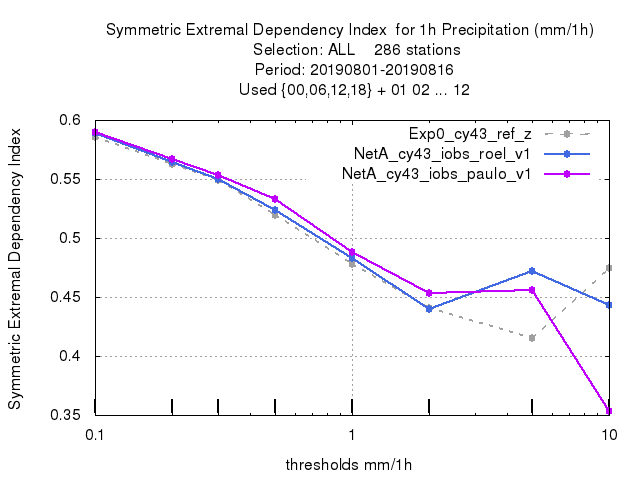 Symmetric Extremal Dependency Index  for 1h Precipitation (mm/1h)
Selection: ALL    286 stations
Period: 20190801-20190816
Used {00,06,12,18} + 01 02 ... 12
Symmetric Extremal Dependency Index
0.6
0.55
0.5
0.45
0.4
0.35
Exp0_cy43_ref_z
NetA_cy43_iobs_roel_v1
NetA_cy43_iobs_paulo_v1
0.1 1 10
thresholds mm/1h